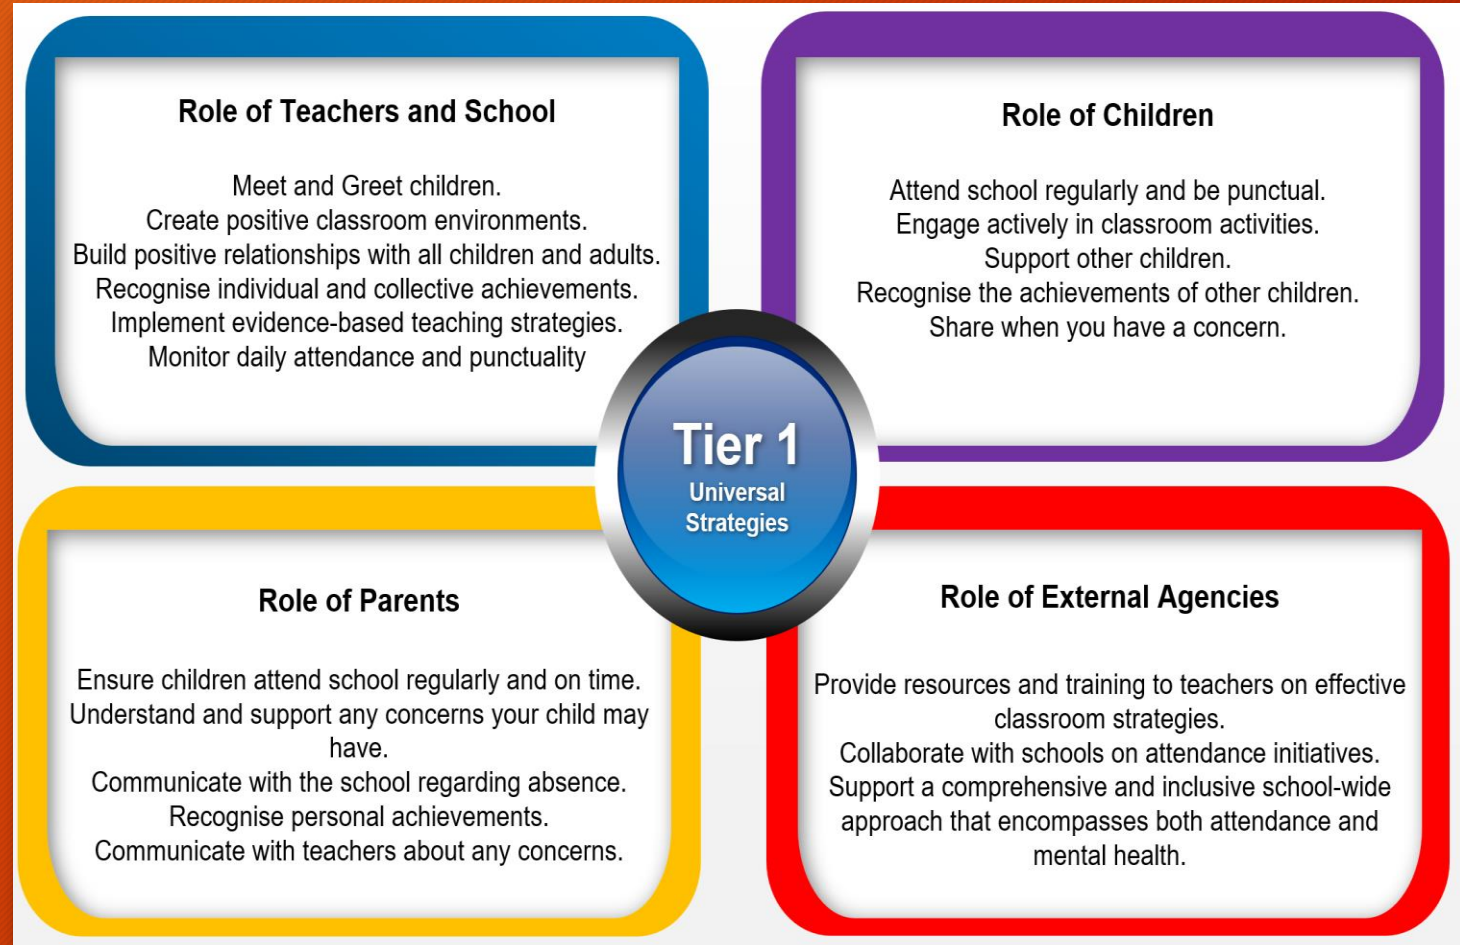 Role of Teachers and School
Meet and Greet children.
Create positive classroom environments.
Build positive relationships with all children and adults.
Recognise individual and collective achievements.
Implement evidence-based teaching strategies.
Monitor daily attendance and punctuality
Role of Children
Attend school regularly and be punctual.
Engage actively in classroom activities.
Support other children.
Recognise the achievements of other children.
Share when you have a concern.
Tier 1
Universal
Strategies
Role of Parents
Ensure children attend school regularly and on time.
Understand and support any concerns your child may
have.
Communicate with the school regarding absence.
Recognise personal achievements.
Communicate with teachers about any concerns.
Role of External Agencies
Provide resources and training to teachers on effective
classroom strategies.
Collaborate with schools on attendance initiatives.
Support a comprehensive and inclusive school-wide
approach that encompasses both attendance and
mental health.